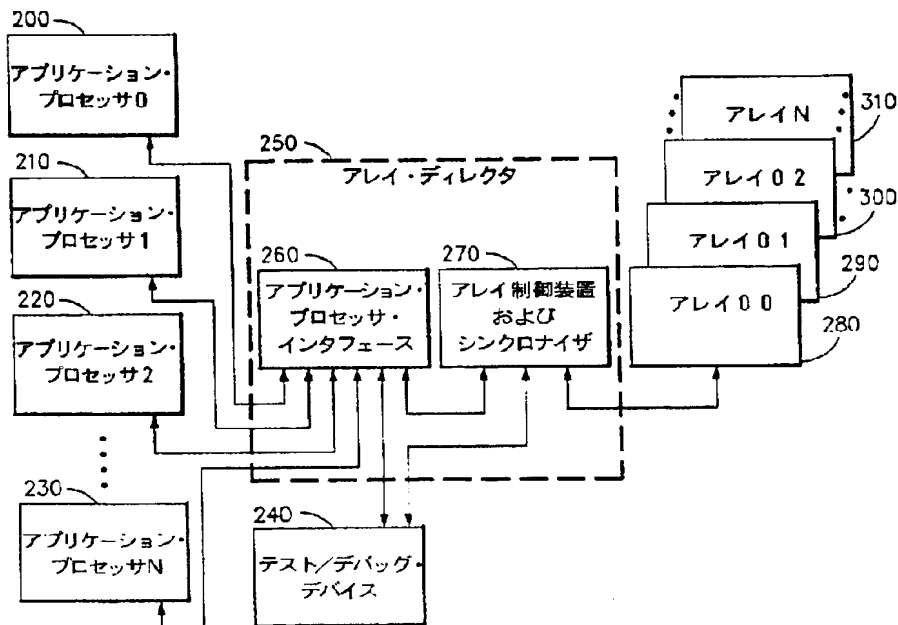 200
アプリケーション・
プロセッサ0
210
アプリケーション・
プロセッサ1
220
アプリケーション・
プロセッサ2
230
アプリケーション・
プロセッサN
250
アレイ・ディレクタ
260
アプリケーション・
プロセッサ・
インタフェース
270
アレイ制御装置
および
シンクロナイザ
240
テスト/デバッグ・
デバイス
アレイN
310
アレイ02
300
アレイ01
290
アレイ00
280